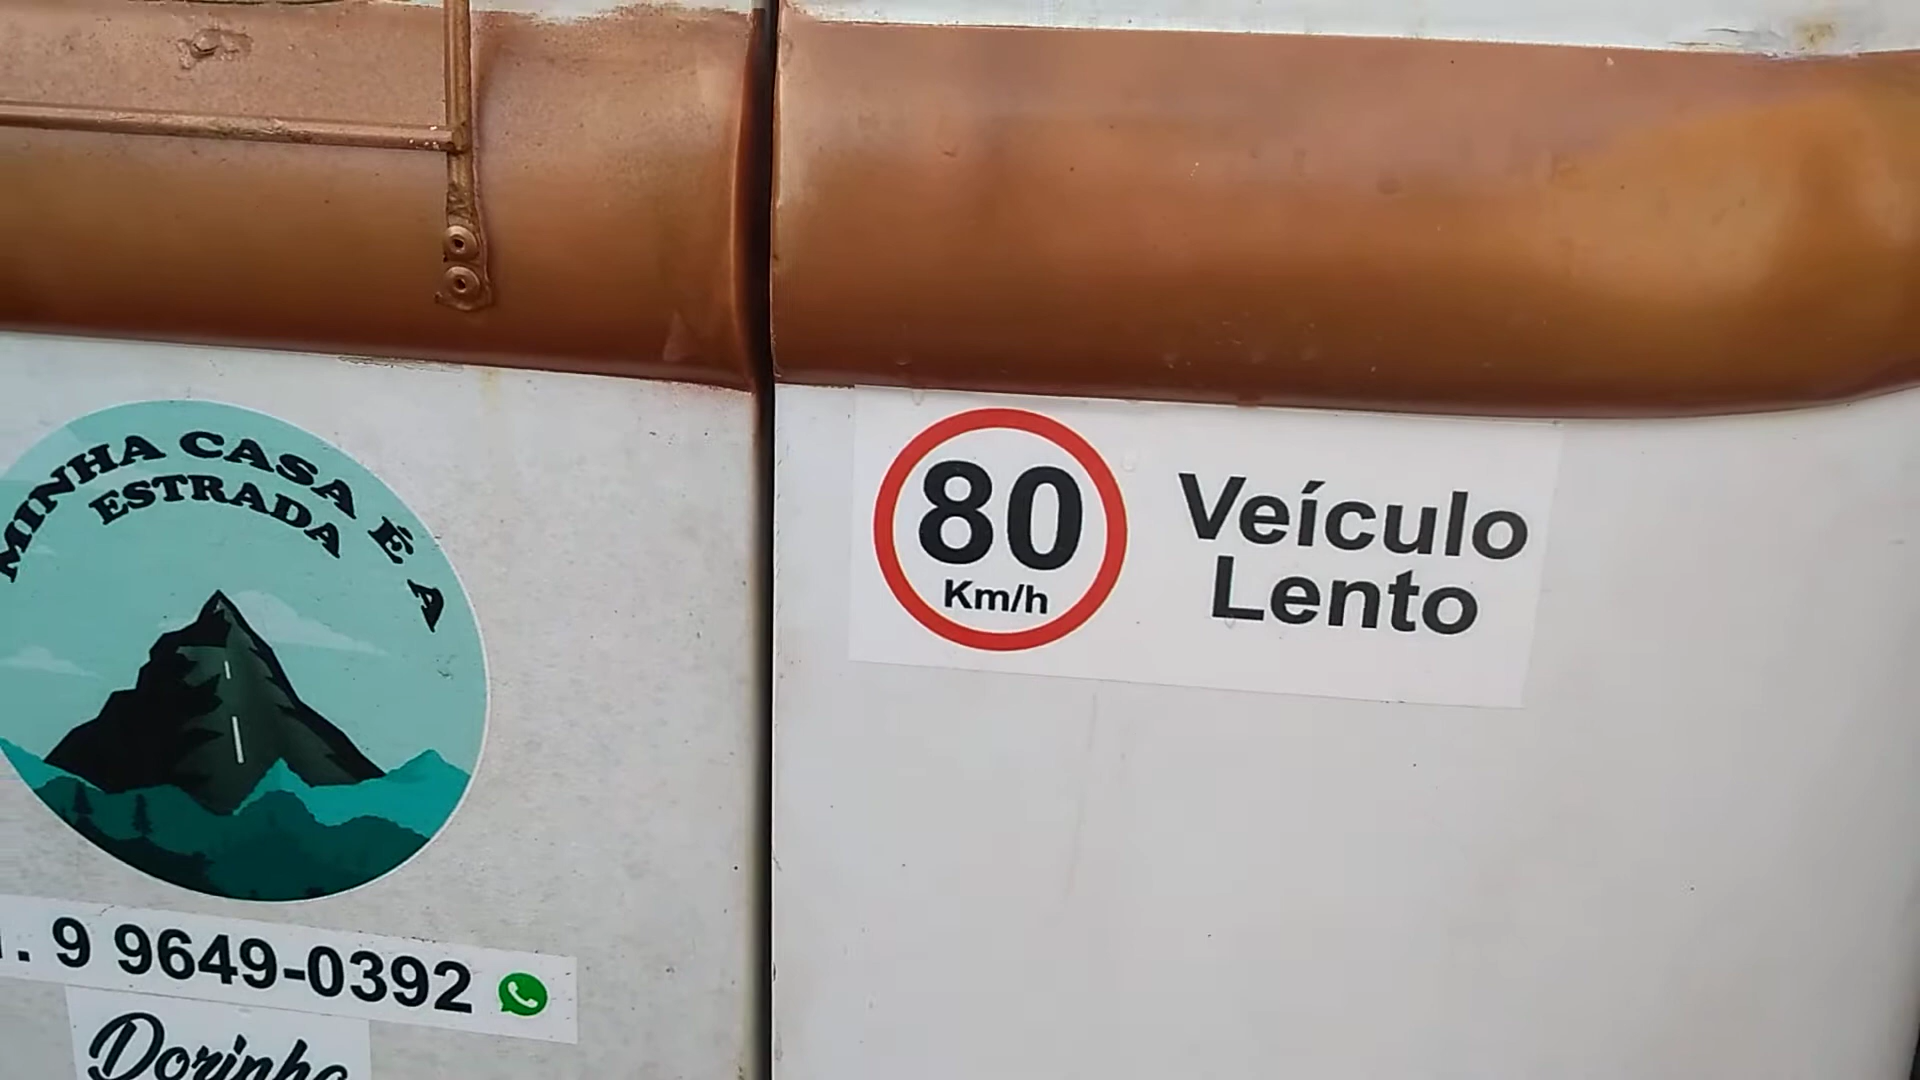 MINHA CASA É A
ESTRADA
. 9 9649-0392
80
Km/h
Veículo
Lento